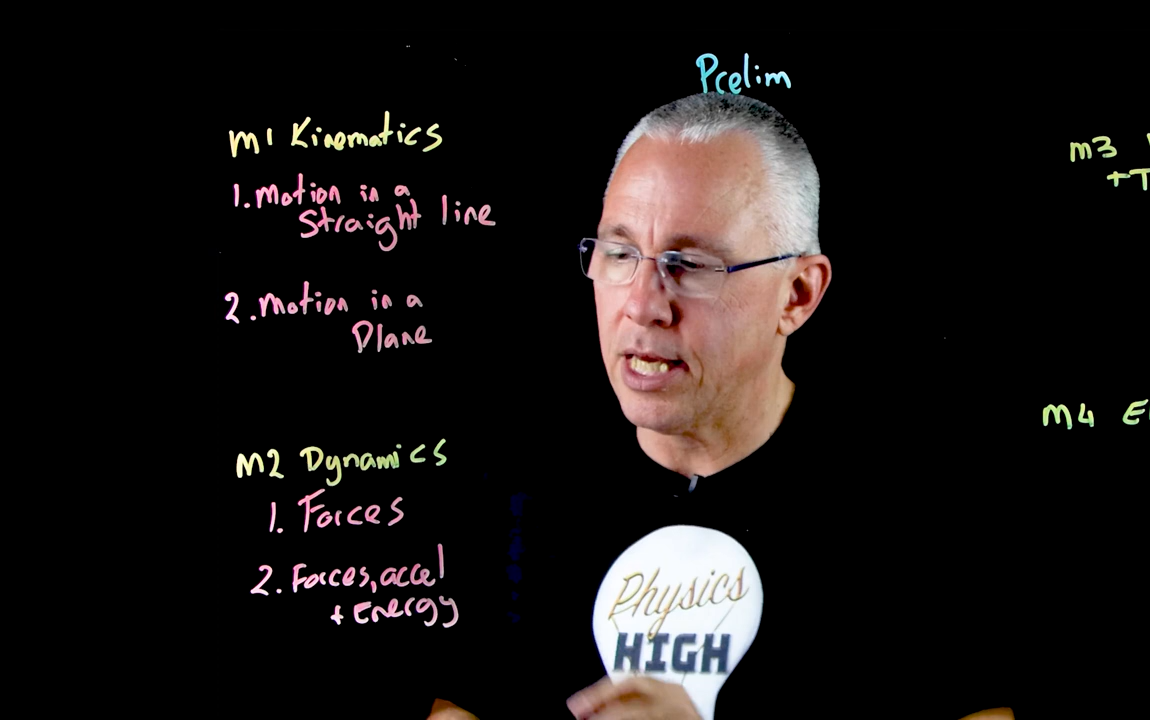 Prelim
m1 Kinematics
1. Motion in a
Straight line
2. Motion in a
Plane
m2 Dynamics
1. Forces
2. Forces, accel
+ Energy
m3
+T
m4 E
Physics
HIGH